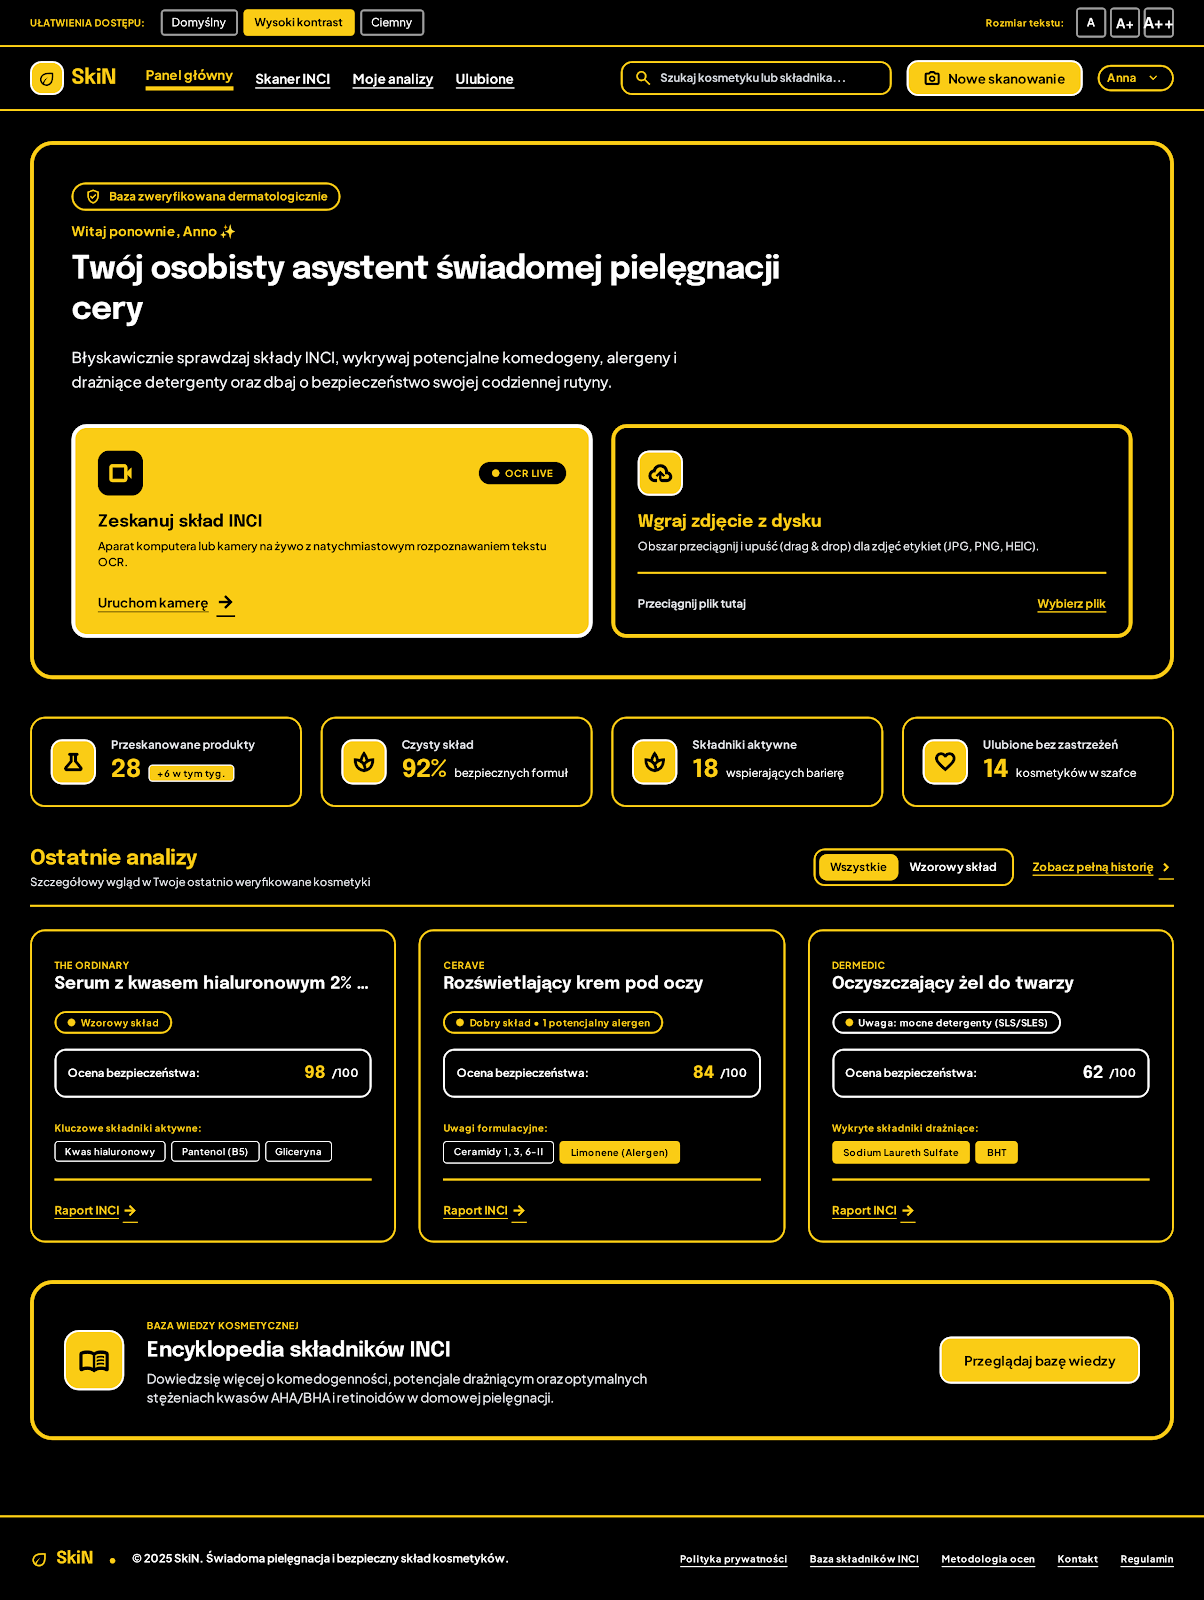 UŁATWIENIA DOSTĘPU: Domyślny Wysoki kontrast Ciemny Rozmiar tekstu: A A+ A++
SkiN Panel główny Skaner INCI Moje analizy Ulubione Szukaj kosmetyku lub składnika... Nowe skanowanie Anna
Baza zweryfikowana dermatologicznie
Witaj ponownie, Anno ✨
Twój osobisty asystent świadomej pielęgnacji
cery
Błyskawicznie sprawdzaj składy INCI, wykrywaj potencjalne komedogeny, alergeny i
drażniące detergenty oraz dbaj o bezpieczeństwo swojej codziennej rutyny.
OCR LIVE
Zeskanuj skład INCI
Aparat komputera lub kamery na żywo z natychmiastowym rozpoznawaniem tekstu
OCR.
Uruchom kamerę →
Wgraj zdjęcie z dysku
Obszar przeciągnij i upuść (drag & drop) dla zdjęć etykiet (JPG, PNG, HEIC).
Przeciągnij plik tutaj Wybierz plik
Przeskanowane produkty
28 +6 w tym tyg.
Czysty skład
92% bezpiecznych formuł
Składniki aktywne
18 wspierających barierę
Ulubione bez zastrzeżeń
14 kosmetyków w szafce
Ostatnie analizy
Szczegółowy wgląd w Twoje ostatnio weryfikowane kosmetyki
Wszystkie Wzorowy skład Zobacz pełną historię
THE ORDINARY
Serum z kwasem hialuronowym 2% ...
Wzorowy skład
Ocena bezpieczeństwa: 98 /100
Kluczowe składniki aktywne:
Kwas hialuronowy Pantenol (B5) Gliceryna
Raport INCI →
CERAVE
Rozświetlający krem pod oczy
Dobry skład • 1 potencjalny alergen
Ocena bezpieczeństwa: 84 /100
Uwagi formulacyjne:
Ceramidy 1, 3, 6-II Limonene (Alergen)
Raport INCI →
DERMEDIC
Oczyszczający żel do twarzy
Uwaga: mocne detergenty (SLS/SLES)
Ocena bezpieczeństwa: 62 /100
Wykryte składniki drażniące:
Sodium Laureth Sulfate BHT
Raport INCI →
BAZA WIEDZY KOSMETYCZNEJ
Encyklopedia składników INCI
Dowiedz się więcej o komedogenności, potencjale drażniącym oraz optymalnych
stężeniach kwasów AHA/BHA i retinoidów w domowej pielęgnacji.
Przeglądaj bazę wiedzy
SkiN • © 2025 SkiN. Świadoma pielęgnacja i bezpieczny skład kosmetyków.
Polityka prywatności Baza składników INCI Metodologia ocen Kontakt Regulamin